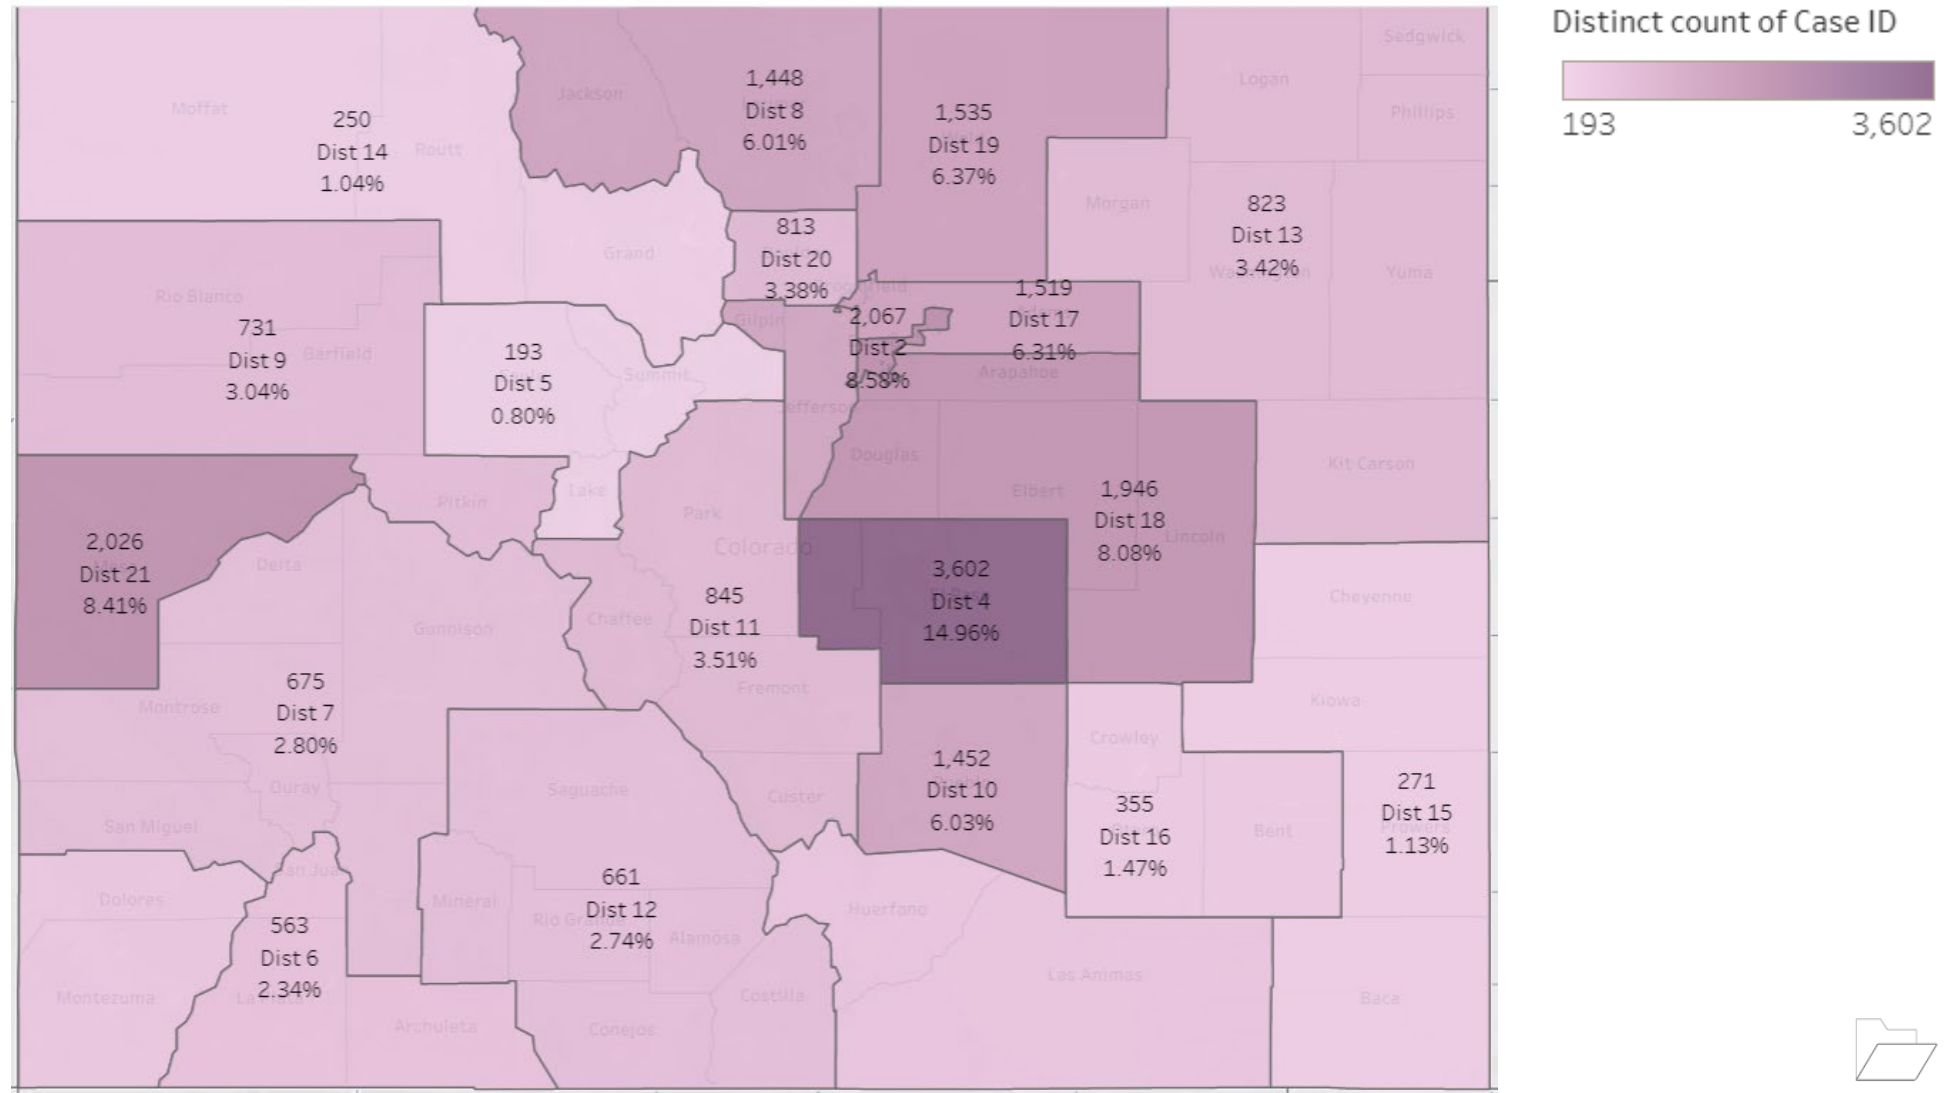 Distinct count of Case ID
193
3,602
Sedgwick
Logan
Phillips
Moffat
Jackson
1,448
Dist 8
6.01%
1,535
Dist 19
6.37%
250
Dist 14
1.04%
Routt
Morgan
823
Dist 13
3.42%
Yuma
813
Dist 20
3.38%
Grand
Rio Blanco
731
Dist 9
3.04%
Garfield
Gilpin
2,067
Dist 2
8.58%
1,519
Dist 17
6.31%
Arapahoe
193
Dist 5
0.80%
Summit
Jefferson
Douglas
Kit Carson
Pitkin
Lake
Park
Elbert
1,946
Dist 18
8.08%
Lincoln
Colorado
2,026
Dist 21
8.41%
Delta
3,602
Dist 4
14.96%
Cheyenne
Gunnison
Chaffee
845
Dist 11
3.51%
Fremont
675
Dist 7
2.80%
Montrose
Kiowa
Crowley
1,452
Dist 10
6.03%
271
Dist 15
1.13%
Prowers
Ouray
Saguache
Custer
355
Dist 16
1.47%
Bent
San Miguel
San Juan
Dolores
Mineral
661
Dist 12
2.74%
Rio Grande
Alamosa
Huerfano
563
Dist 6
2.34%
Las Animas
Montezuma
Costilla
Baca
Archuleta
Conejos